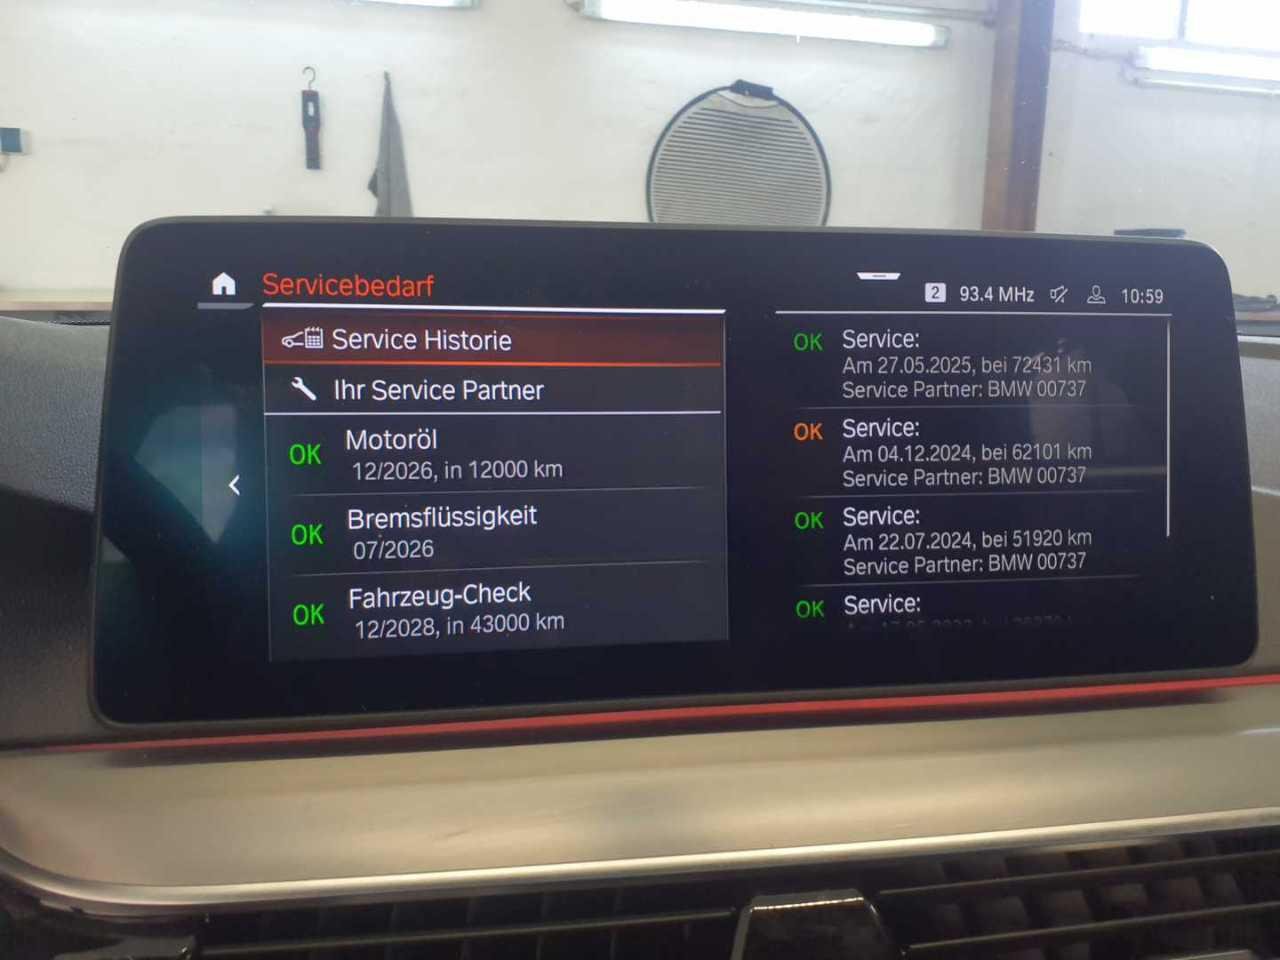 Servicebedarf
2 93.4 MHz 10:59
Service Historie
Ihr Service Partner
OK Motoröl
12/2026, in 12000 km
OK Bremsflüssigkeit
07/2026
OK Fahrzeug-Check
12/2028, in 43000 km
OK Service:
Am 27.05.2025, bei 72431 km
Service Partner: BMW 00737
OK Service:
Am 04.12.2024, bei 62101 km
Service Partner: BMW 00737
OK Service:
Am 22.07.2024, bei 51920 km
Service Partner: BMW 00737
OK Service: